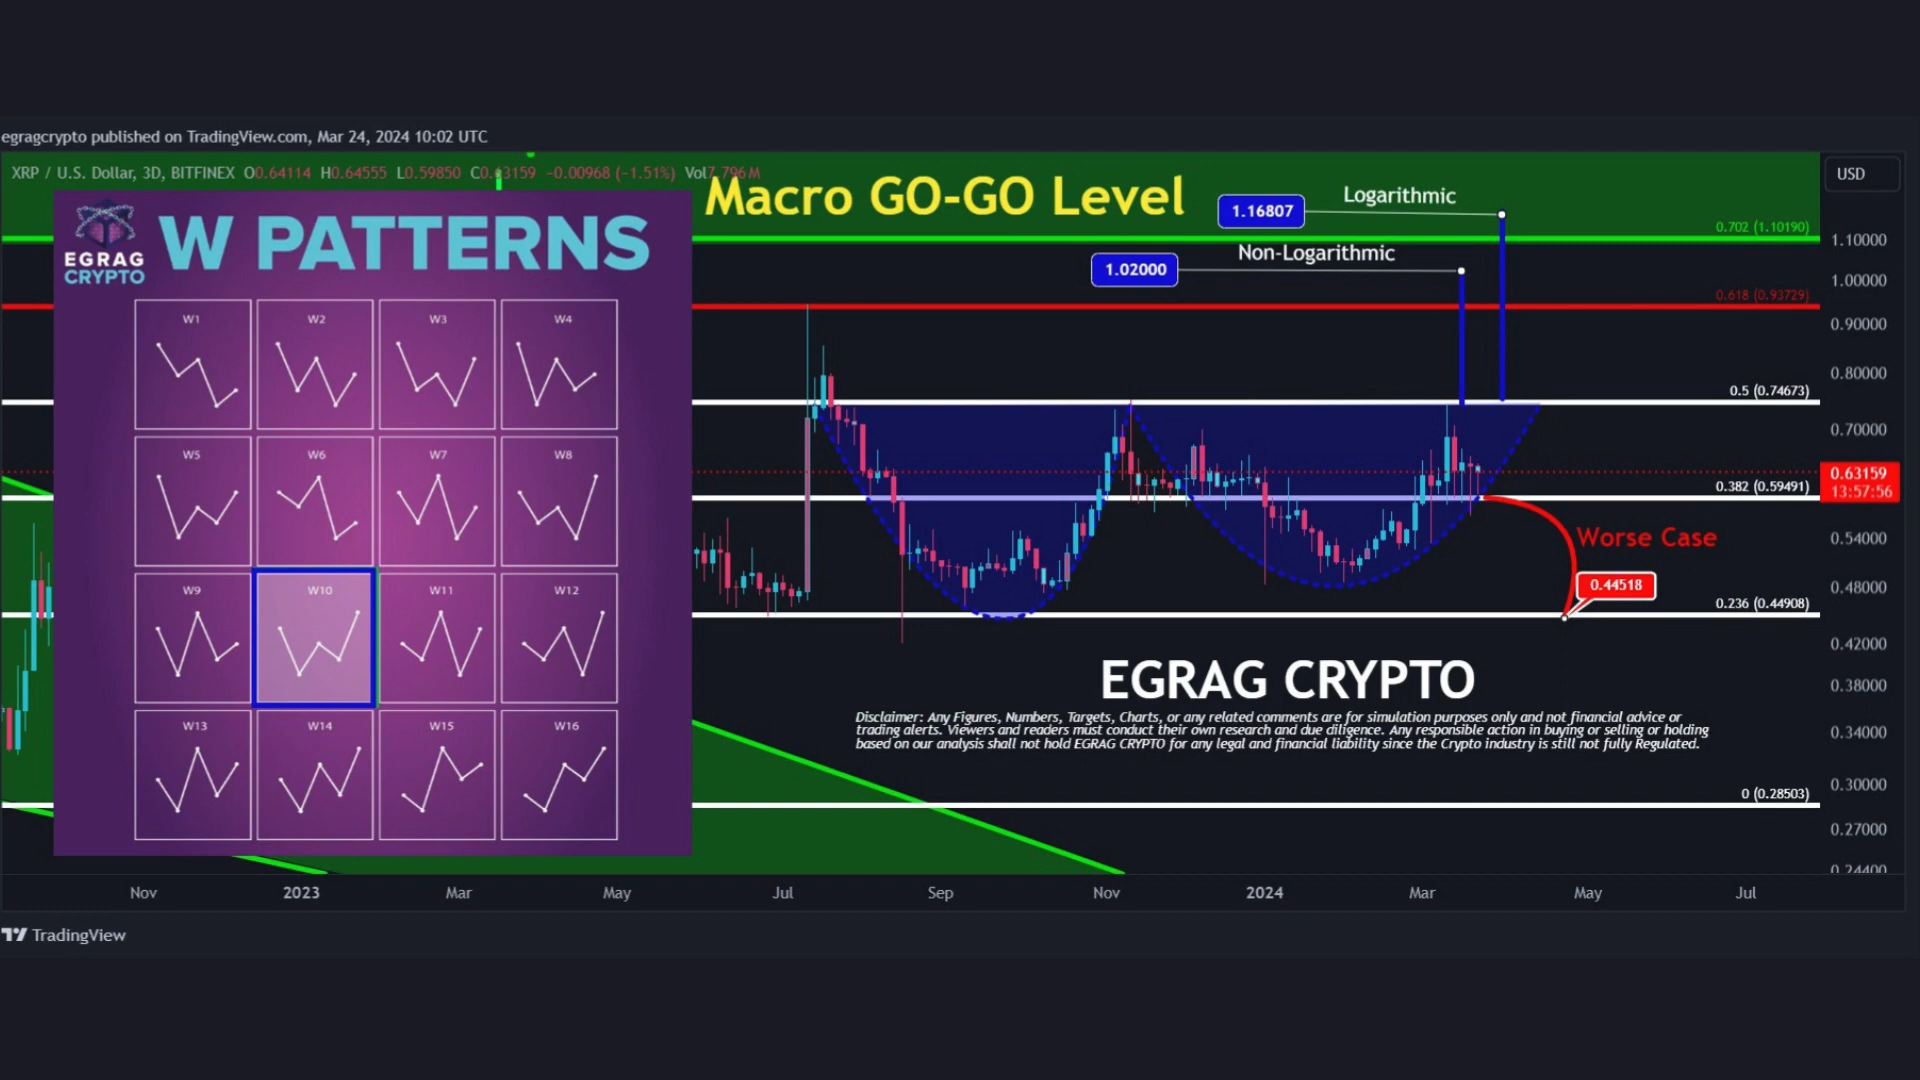 egragcrypto published on TradingView.com, Mar 24, 2024 10:02 UTC
XRP / U.S. Dollar, 3D, BITFINEX O0.64114 H0.64555 L0.59850 C0.63159 −0.00968 (−1.51%) Vol7.796M
USD
Macro GO-GO Level
1.16807
Logarithmic
Non-Logarithmic
1.02000
EGRAG
CRYPTO
W PATTERNS
W1 W2 W3 W4
W5 W6 W7 W8
W9 W10 W11 W12
W13 W14 W15 W16
0.702 (1.10190)
0.618 (0.93729)
0.5 (0.74673)
0.382 (0.59491)
0.236 (0.44908)
0 (0.28503)
Worse Case
0.44518
EGRAG CRYPTO
Disclaimer: Any Figures, Numbers, Targets, Charts, or any related comments are for simulation purposes only and not financial advice or
trading alerts. Viewers and readers must conduct their own research and due diligence. Any responsible action in buying or selling or holding
based on our analysis shall not hold EGRAG CRYPTO for any legal and financial liability since the Crypto industry is still not fully Regulated.
1.10000
1.00000
0.90000
0.80000
0.70000
0.63159
13:57:56
0.54000
0.48000
0.42000
0.38000
0.34000
0.30000
0.27000
0.24400
Nov 2023 Mar May Jul Sep Nov 2024 Mar May Jul
TradingView